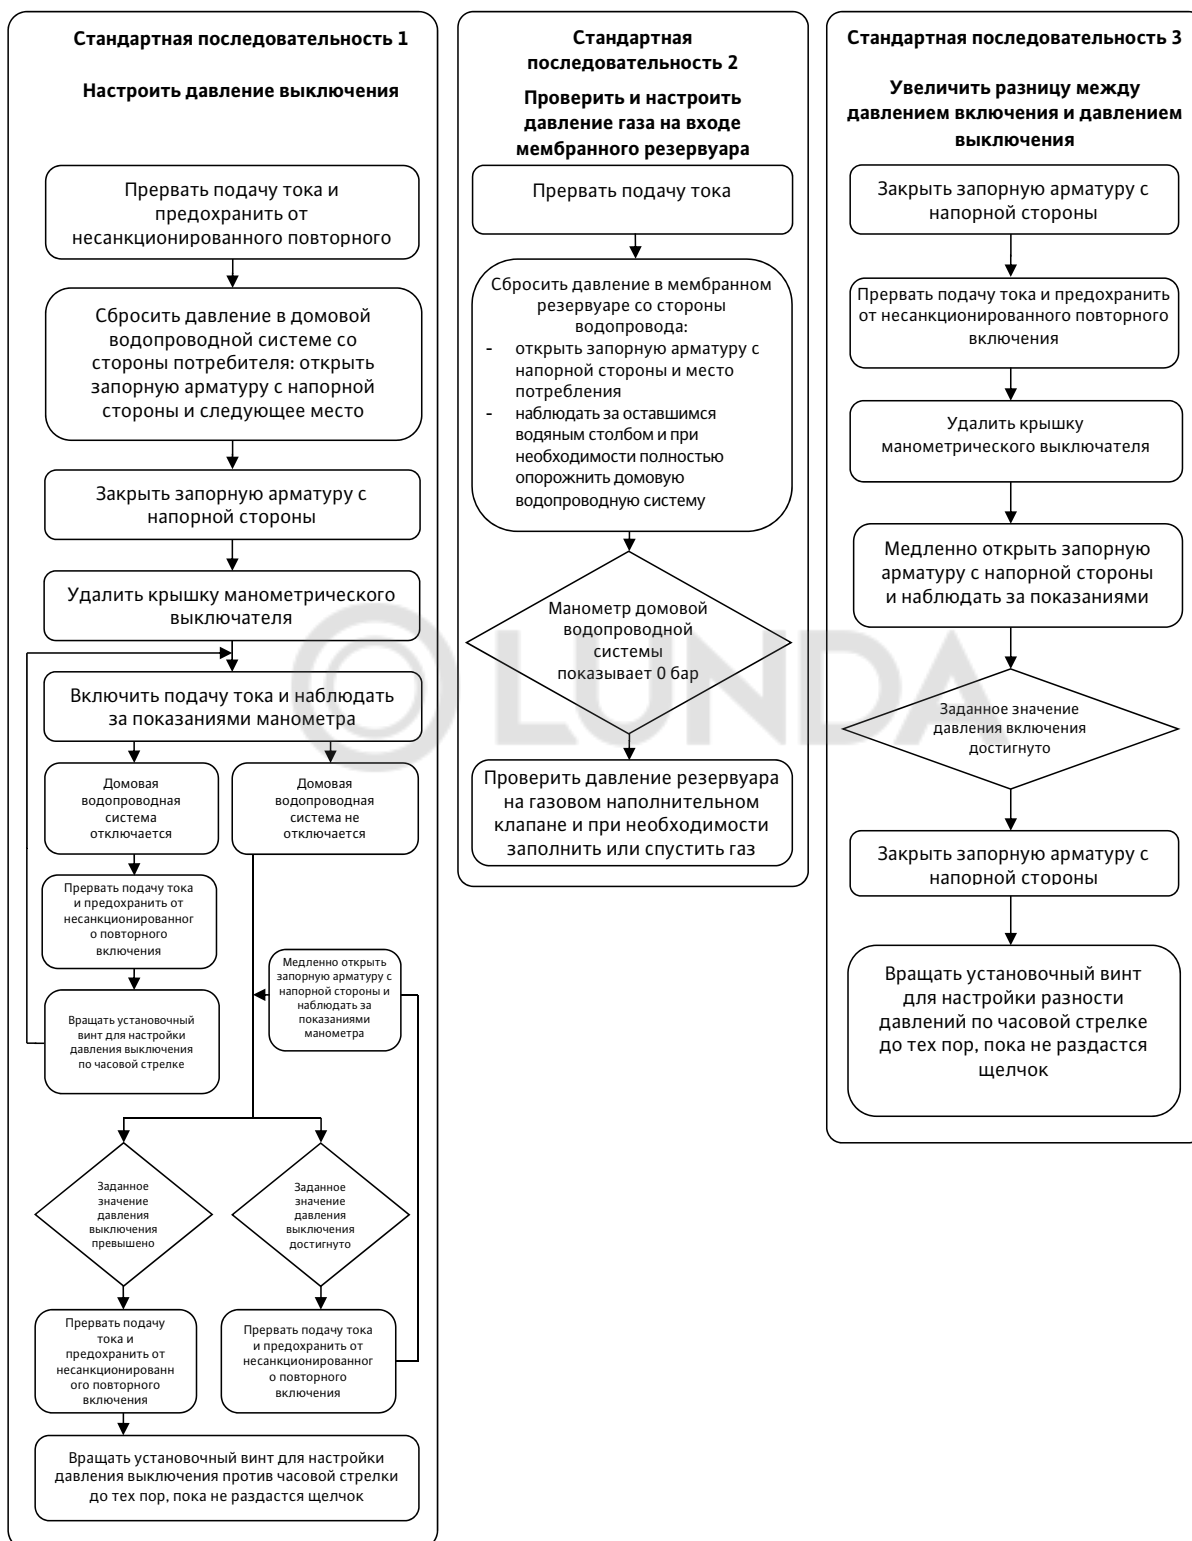 Стандартная последовательность 1
Настроить давление выключения
Прервать подачу тока и
предохранить от
несанкционированного повторного
Сбросить давление в домовой
водопроводной системе со
стороны потребителя: открыть
запорную арматуру с напорной
стороны и следующее место
Закрыть запорную арматуру с
напорной стороны
Удалить крышку манометрического
выключателя
Включить подачу тока и наблюдать
за показаниями манометра
Домовая
водопроводная
система
отключается
Домовая
водопроводная
система не
отключается
Прервать подачу тока
и предохранить от
несанкционированног
о повторного
включения
Медленно открыть
запорную арматуру с
напорной стороны и
наблюдать за
показаниями
манометра
Вращать установочный
винт для настройки
давления выключения
по часовой стрелке
Заданное
значение
давления
выключения
превышено
Заданное
значение
давления
выключения
достигнуто
Прервать подачу
тока и
предохранить от
несанкционированн
ого повторного
включения
Прервать подачу тока
и предохранить от
несанкционированног
о повторного
включения
Вращать установочный винт для настройки
давления выключения против часовой стрелки
до тех пор, пока не раздастся щелчок
Стандартная
последовательность 2
Проверить и настроить
давление газа на входе
мембранного резервуара
Прервать подачу тока
Сбросить давление в мембранном
резервуаре со стороны
водопровода:
- открыть запорную арматуру с
напорной стороны и место
потребления
- наблюдать за оставшимся
водяным столбом и при
необходимости полностью
опорожнить домовую
водопроводную систему
Манометр домовой
водопроводной
системы
показывает 0 бар
Проверить давление резервуара
на газовом наполнительном
клапане и при необходимости
заполнить или спустить газ
Стандартная последовательность 3
Увеличить разницу между
давлением включения и давлением
выключения
Закрыть запорную арматуру с
напорной стороны
Прервать подачу тока и предохранить
от несанкционированного повторного
включения
Удалить крышку
манометрического выключателя
Медленно открыть запорную
арматуру с напорной стороны
и наблюдать за показаниями
Заданное значение
давления включения
достигнуто
Закрыть запорную арматуру с
напорной стороны
Вращать установочный винт
для настройки разности
давлений по часовой стрелке
до тех пор, пока не раздастся
щелчок
LUNDA